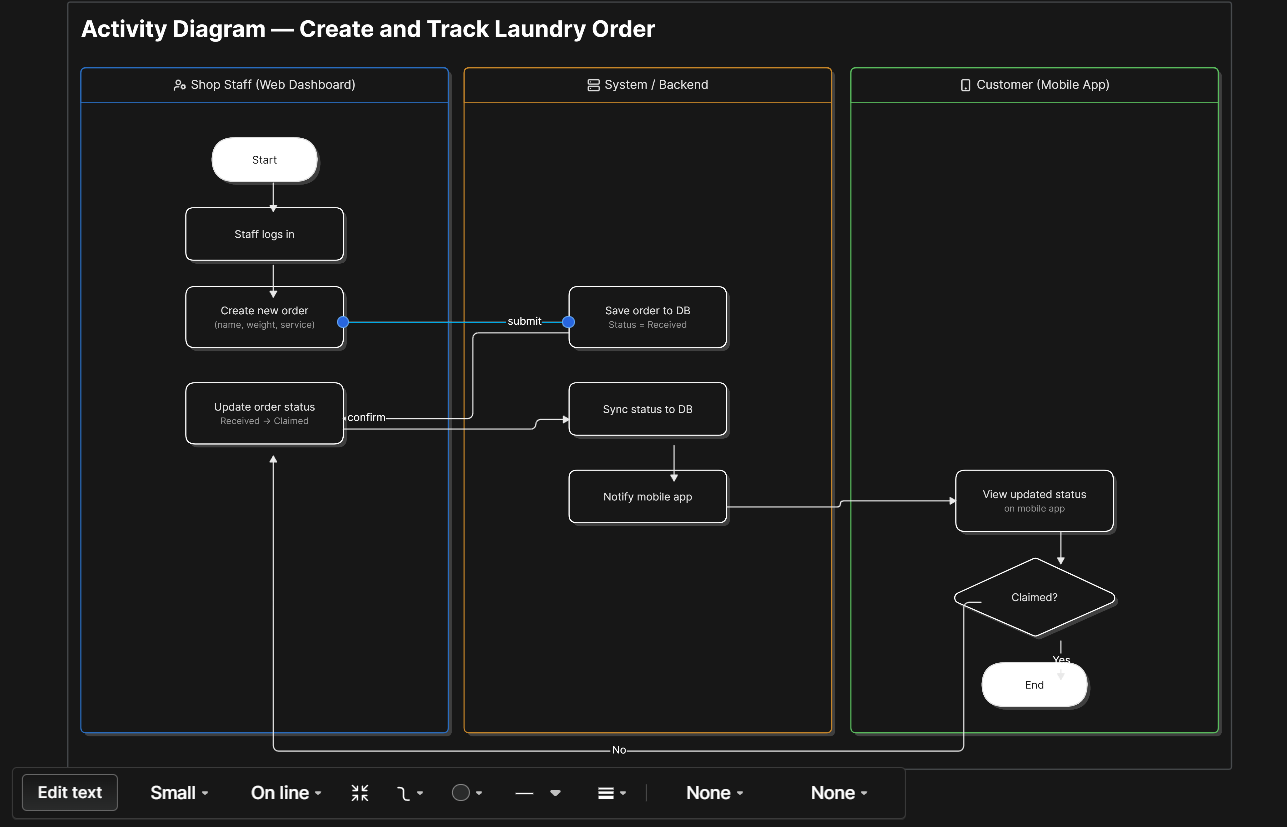 Activity Diagram — Create and Track Laundry Order
Shop Staff (Web Dashboard)
System / Backend
Customer (Mobile App)
Start
Staff logs in
Create new order
(name, weight, service)
submit
Save order to DB
Status = Received
Update order status
Received → Claimed
confirm
Sync status to DB
Notify mobile app
View updated status
on mobile app
Claimed?
Yes
End
No
Edit text
Small
On line
None
None